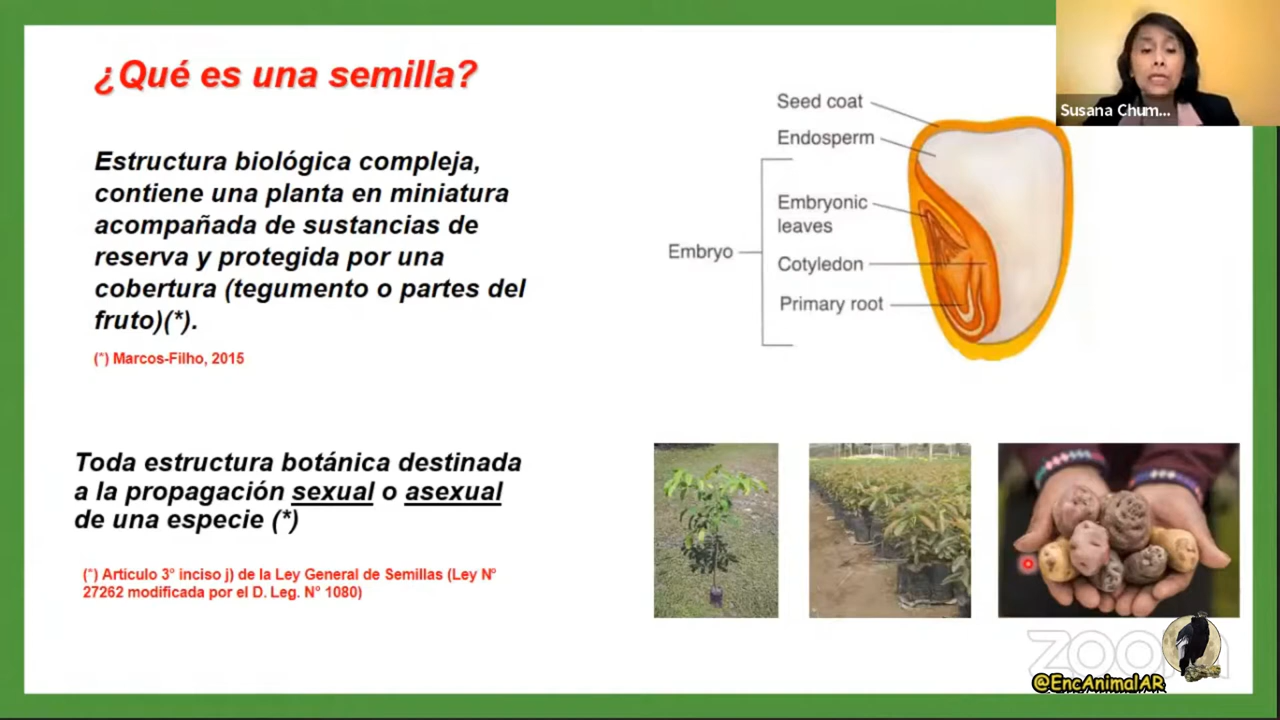 ¿Qué es una semilla?
Estructura biológica compleja,
contiene una planta en miniatura
acompañada de sustancias de
reserva y protegida por una
cobertura (tegumento o partes del
fruto)(*).
(*) Marcos-Filho, 2015
Toda estructura botánica destinada
a la propagación sexual o asexual
de una especie (*)
(*) Artículo 3° inciso j) de la Ley General de Semillas (Ley Nº
27262 modificada por el D. Leg. N° 1080)
Seed coat
Endosperm
Embryonic
leaves
Embryo
Cotyledon
Primary root
Susana Chum...
zoom
@EncAnimalAR